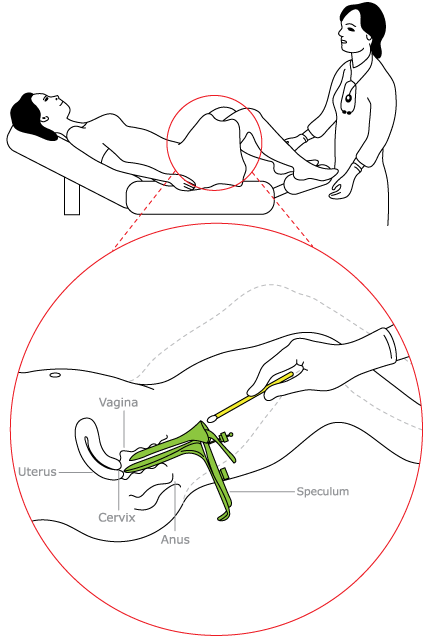 Vagina
Uterus
Speculum
Cervix
Anus